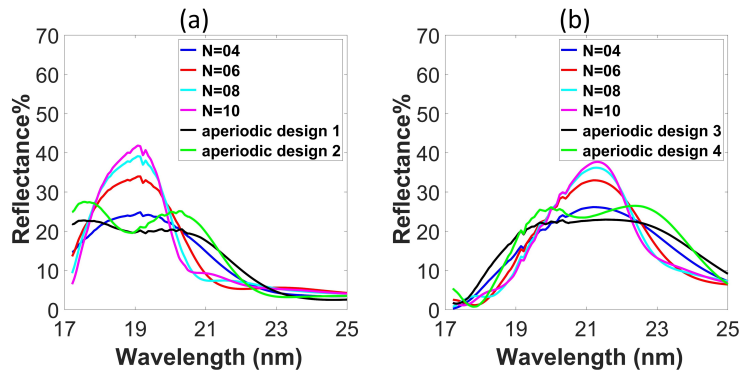 (a)
70
60
50
40
30
20
10
0
Reflectance%
N=04
N=06
N=08
N=10
aperiodic design 1
aperiodic design 2
17 19 21 23 25
Wavelength (nm)
(b)
70
60
50
40
30
20
10
0
Reflectance%
N=04
N=06
N=08
N=10
aperiodic design 3
aperiodic design 4
17 19 21 23 25
Wavelength (nm)